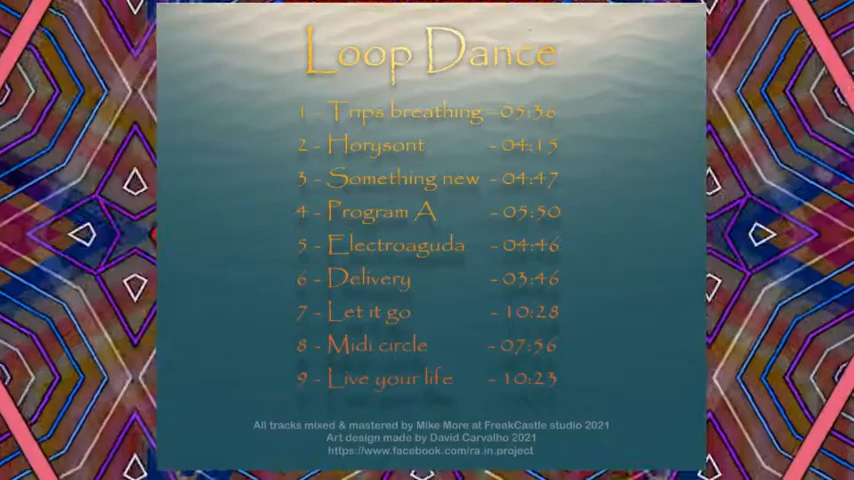 Loop Dance
1 - Trips breathing - 05:36
2 - Horysont - 04:15
3 - Something new - 04:47
4 - Program A - 05:50
5 - Electroaguda - 04:46
6 - Delivery - 03:46
7 - Let it go - 10:28
8 - Midi circle - 07:56
9 - Live your life - 10:23
All tracks mixed & mastered by Mike More at FreakCastle studio 2021
Art design made by David Carvalho 2021
https://www.facebook.com/ra.in.project